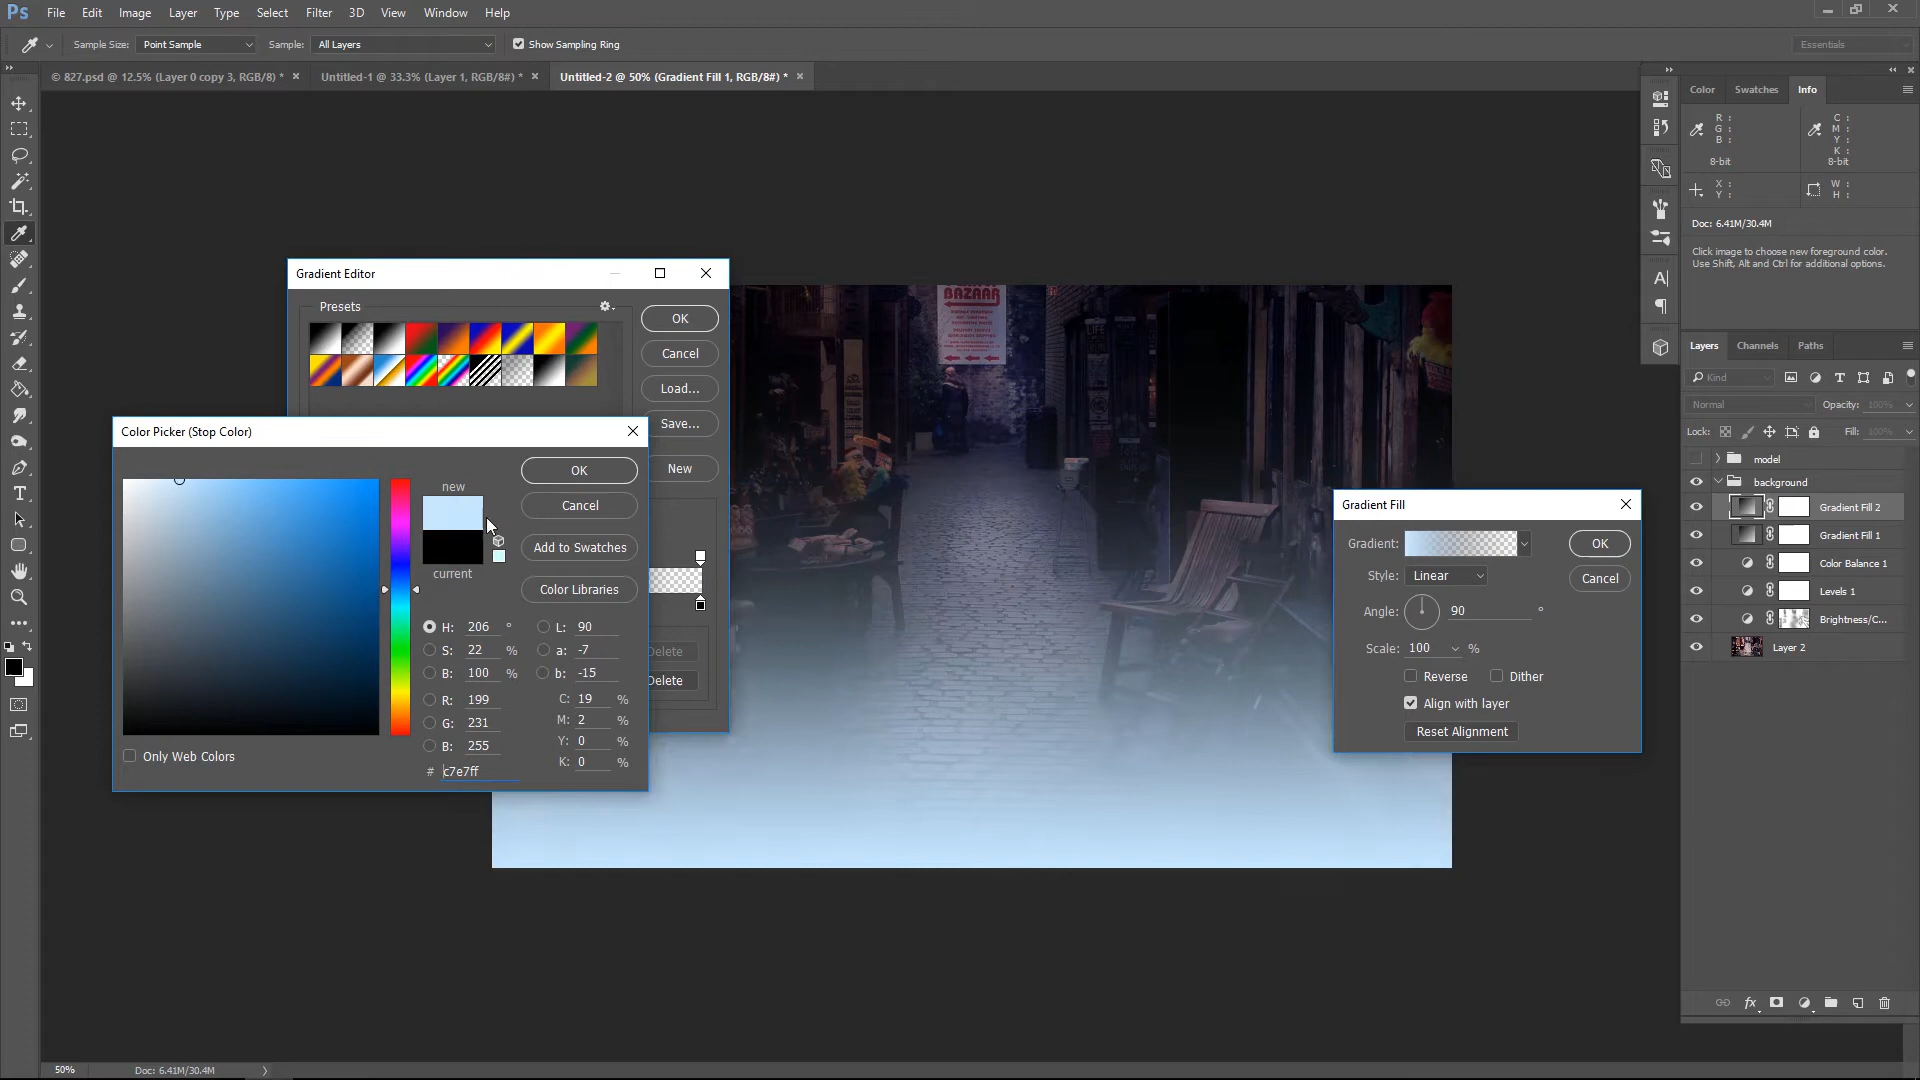 Ps File Edit Image Layer Type Select Filter 3D View Window Help
Sample Size: Point Sample Sample: All Layers Show Sampling Ring Essentials
© 827.psd @ 12.5% (Layer 0 copy 3, RGB/8) * × Untitled-1 @ 33.3% (Layer 1, RGB/8#) * × Untitled-2 @ 50% (Gradient Fill 1, RGB/8#) * ×
Color Swatches Info
R : C :
G : M :
B : Y :
K :
8-bit 8-bit
X : W :
Y : H :
Doc: 6.41M/30.4M
Click image to choose new foreground color.
Use Shift, Alt and Ctrl for additional options.
Gradient Editor
Presets
OK
Cancel
Load...
Save...
New
Delete
Delete
BAZAAR
Color Picker (Stop Color)
new
current
OK
Cancel
Add to Swatches
Color Libraries
H: 206 ° L: 90
S: 22 % a: -7
B: 100 % b: -15
R: 199 C: 19 %
G: 231 M: 2 %
B: 255 Y: 0 %
K: 0 %
# c7e7ff
Only Web Colors
Gradient Fill
Gradient: OK
Style: Linear Cancel
Angle: 90 °
Scale: 100 %
Reverse Dither
Align with layer
Reset Alignment
Layers Channels Paths
Kind
Normal Opacity: 100%
Lock: Fill: 100%
model
background
Gradient Fill 2
Gradient Fill 1
Color Balance 1
Levels 1
Brightness/C...
Layer 2
fx
50% Doc: 6.41M/30.4M